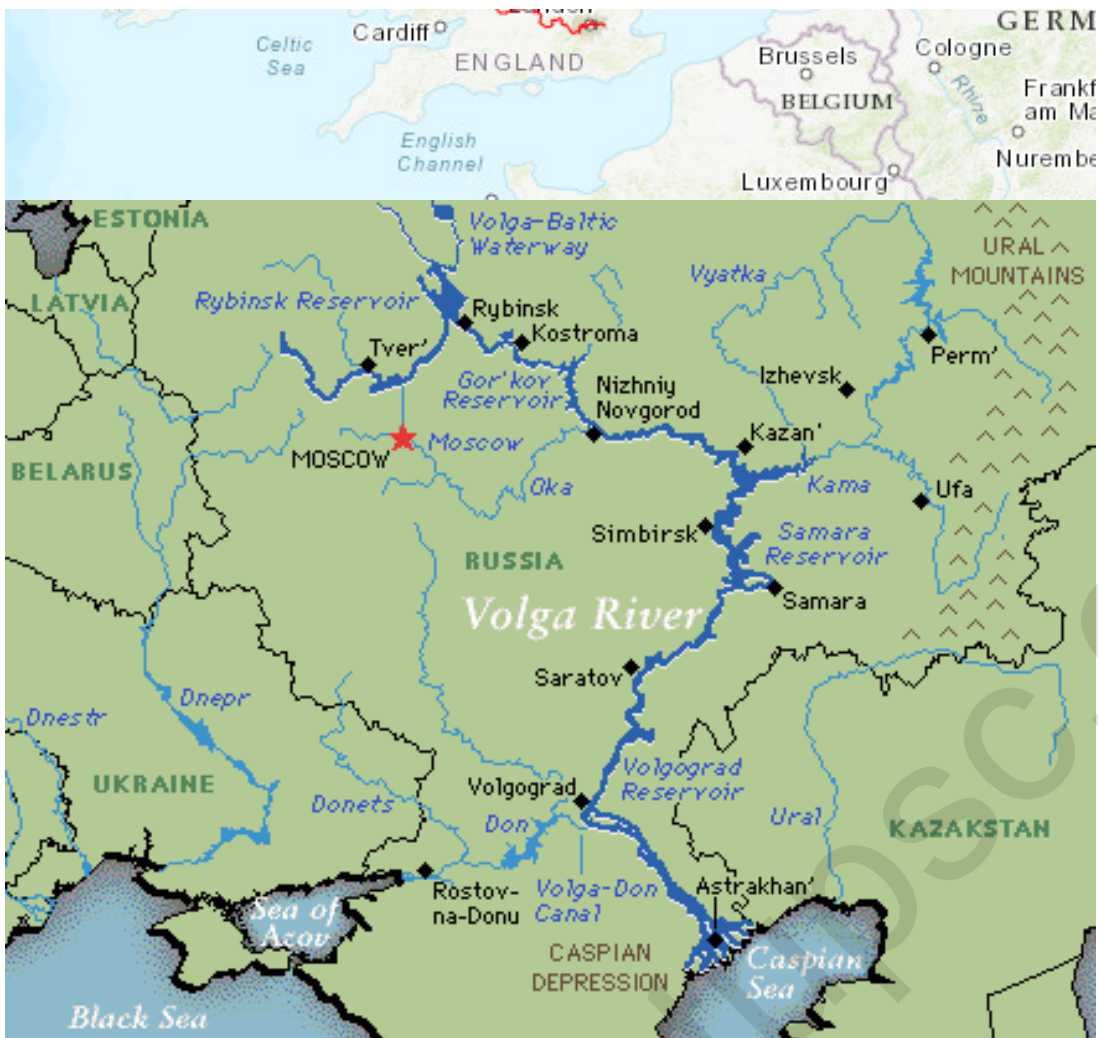 Cardiff
Celtic
Sea
ENGLAND
English
Channel
Brussels
BELGIUM
Luxembourg
GERM
Cologne
Rhine
Frankf
am Ma
Nurembe
ESTONIA
LATVIA
Volga-Baltic
Waterway
Rybinsk Reservoir
Rybinsk
Kostroma
Tver'
Gor'kov
Reservoir
Nizhniy
Novgorod
Vyatka
URAL
MOUNTAINS
Perm'
Izhevsk
Kazan'
MOSCOW
Moscow
Oka
Kama
Ufa
BELARUS
Simbirsk
Samara
Reservoir
RUSSIA
Samara
Volga River
Saratov
Dnepr
Dnestr
UKRAINE
Donets
Volgograd
Don
Volgograd
Reservoir
Ural
KAZAKSTAN
Rostov-
na-Donu
Volga-Don
Canal
Astrakhan'
Sea of
Azov
CASPIAN
DEPRESSION
Caspian
Sea
Black Sea